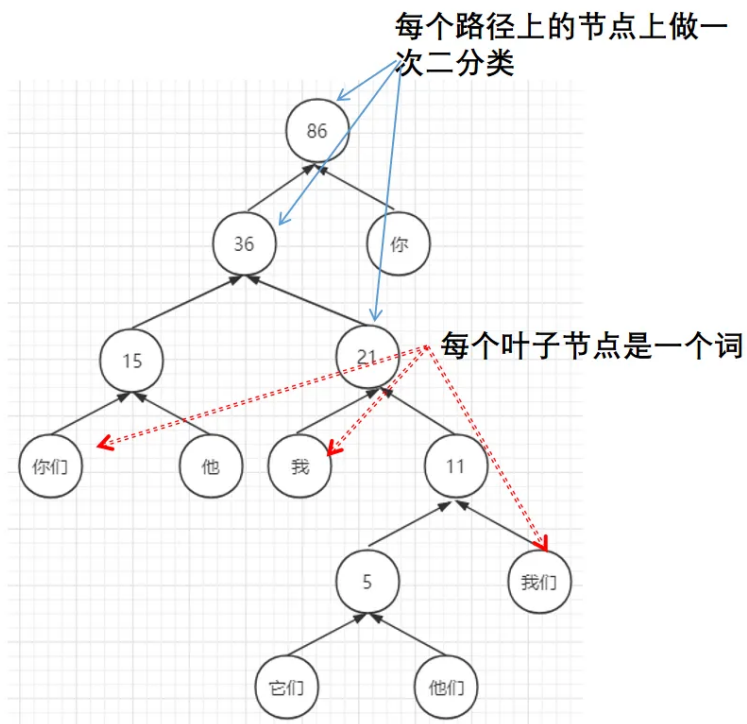 每个路径上的节点上做一
次二分类
86
36
你
15
21
每个叶子节点是一个词
你们
他
我
11
5
我们
它们
他们